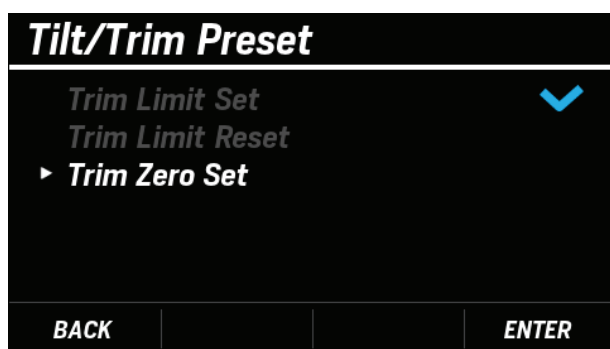 Tilt/Trim Preset
Trim Limit Set
Trim Limit Reset
Trim Zero Set
BACK ENTER